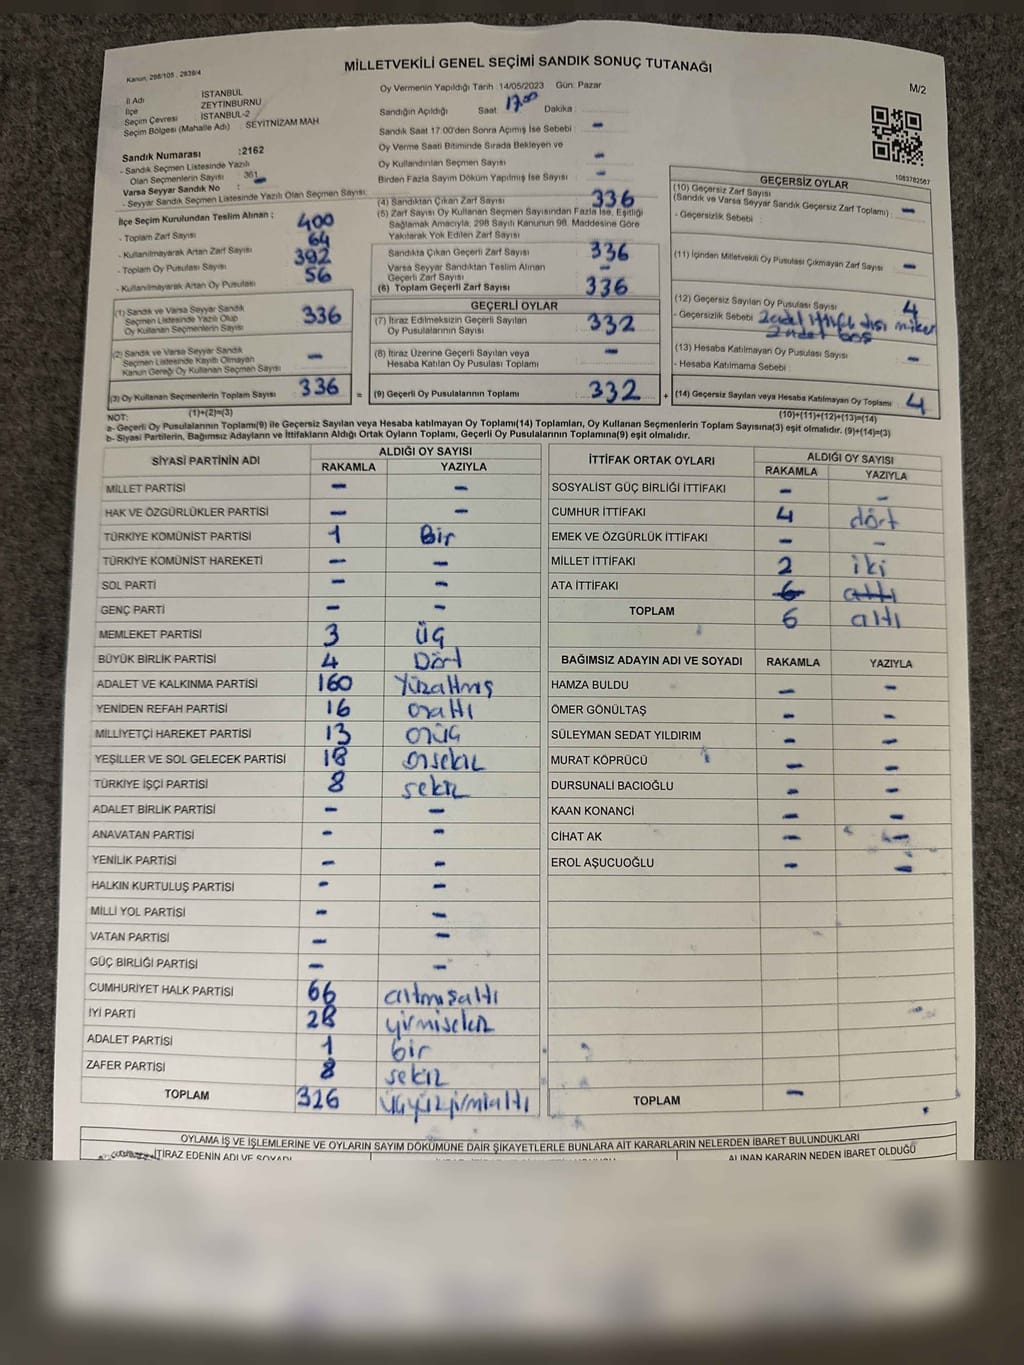 MİLLETVEKİLİ GENEL SEÇİMİ SANDIK SONUÇ TUTANAĞI
Kanun, 298/105 , 2839/4
M/2
İl Adı İSTANBUL
İlçe ZEYTİNBURNU
Seçim Çevresi : İSTANBUL-2
Seçim Bölgesi (Mahalle Adı) : SEYİTNİZAM MAH
Oy Vermenin Yapıldığı Tarih : 14/05/2023 Gün: Pazar
Sandığın Açıldığı Saat 17.00 Dakika :
Sandık Saat 17:00'den Sonra Açılmış İse Sebebi : -
Oy Verme Saati Bitiminde Sırada Bekleyen ve
Oy Kullandırılan Seçmen Sayısı : -
Birden Fazla Sayım Döküm Yapılmış İse Sayısı : -
Sandık Numarası :2162
- Sandık Seçmen Listesinde Yazılı
Olan Seçmenlerin Sayısı : 361
Varsa Seyyar Sandık No : -
- Seyyar Sandık Seçmen Listesinde Yazılı Olan Seçmen Sayısı:
İlçe Seçim Kurulundan Teslim Alınan ;
- Toplam Zarf Sayısı 400
- Kullanılmayarak Artan Zarf Sayısı 64
- Toplam Oy Pusulası Sayısı 392
- Kullanılmayarak Artan Oy Pusulası 56
(1) Sandık ve Varsa Seyyar Sandık
Seçmen Listesinde Yazılı Olup
Oy Kullanan Seçmenlerin Sayısı 336
(2) Sandık ve Varsa Seyyar Sandık
Seçmen Listesinde Kayıtlı Olmayan
Kanun Gereği Oy Kullanan Seçmen Sayısı -
(3) Oy Kullanan Seçmenlerin Toplam Sayısı 336 =
(1)+(2)=(3)
(4) Sandıktan Çıkan Zarf Sayısı 336
(5) Zarf Sayısı Oy Kullanan Seçmen Sayısından Fazla İse, Eşitliği
Sağlamak Amacıyla, 298 Sayılı Kanunun 98. Maddesine Göre
Yakılarak Yok Edilen Zarf Sayısı
Sandıkta Çıkan Geçerli Zarf Sayısı 336
Varsa Seyyar Sandıktan Teslim Alınan
Geçerli Zarf Sayısı -
(6) Toplam Geçerli Zarf Sayısı 336
GEÇERLİ OYLAR
(7) İtiraz Edilmeksizin Geçerli Sayılan
Oy Pusulalarının Sayısı 332
(8) İtiraz Üzerine Geçerli Sayılan veya
Hesaba Katılan Oy Pusulası Toplamı -
(9) Geçerli Oy Pusulalarının Toplamı 332 +
1083782567
GEÇERSİZ OYLAR
(10) Geçersiz Zarf Sayısı
(Sandık ve Varsa Seyyar Sandık Geçersiz Zarf Toplamı) : -
- Geçersizlik Sebebi :
(11) İçinden Milletvekili Oy Pusulası Çıkmayan Zarf Sayısı : -
(12) Geçersiz Sayılan Oy Pusulası Sayısı 4
- Geçersizlik Sebebi 2 adet ittifak dışı mühür
2 adet boş
(13) Hesaba Katılmayan Oy Pusulası Sayısı : -
- Hesaba Katılmama Sebebi :
(14) Geçersiz Sayılan veya Hesaba Katılmayan Oy Toplamı : 4
(10)+(11)+(12)+(13)=(14)
NOT:
a- Geçerli Oy Pusulalarının Toplamı(9) ile Geçersiz Sayılan veya Hesaba katılmayan Oy Toplamı(14) Toplamları, Oy Kullanan Seçmenlerin Toplam Sayısına(3) eşit olmalıdır. (9)+(14)=(3)
b- Siyasi Partilerin, Bağımsız Adayların ve İttifakların Aldığı Ortak Oyların Toplamı, Geçerli Oy Pusulalarının Toplamına(9) eşit olmalıdır.
SİYASİ PARTİNİN ADI ALDIĞI OY SAYISI
RAKAMLA YAZIYLA
MİLLET PARTİSİ - -
HAK VE ÖZGÜRLÜKLER PARTİSİ - -
TÜRKİYE KOMÜNİST PARTİSİ 1 Bir
TÜRKİYE KOMÜNİST HAREKETİ - -
SOL PARTİ - -
GENÇ PARTİ - -
MEMLEKET PARTİSİ 3 üç
BÜYÜK BİRLİK PARTİSİ 4 Dört
ADALET VE KALKINMA PARTİSİ 160 Yüzaltmış
YENİDEN REFAH PARTİSİ 16 onaltı
MİLLİYETÇİ HAREKET PARTİSİ 13 onüç
YEŞİLLER VE SOL GELECEK PARTİSİ 18 onsekiz
TÜRKİYE İŞÇİ PARTİSİ 8 sekiz
ADALET BİRLİK PARTİSİ - -
ANAVATAN PARTİSİ - -
YENİLİK PARTİSİ - -
HALKIN KURTULUŞ PARTİSİ - -
MİLLİ YOL PARTİSİ - -
VATAN PARTİSİ - -
GÜÇ BİRLİĞİ PARTİSİ - -
CUMHURİYET HALK PARTİSİ 66 altmışaltı
İYİ PARTİ 28 yirmisekiz
ADALET PARTİSİ 1 bir
ZAFER PARTİSİ 8 sekiz
TOPLAM 326 üçyüzyirmialtı
İTTİFAK ORTAK OYLARI ALDIĞI OY SAYISI
RAKAMLA YAZIYLA
SOSYALİST GÜÇ BİRLİĞİ İTTİFAKI - -
CUMHUR İTTİFAKI 4 dört
EMEK VE ÖZGÜRLÜK İTTİFAKI - -
MİLLET İTTİFAKI 2 iki
ATA İTTİFAKI 6 altı
TOPLAM 6 altı
BAĞIMSIZ ADAYIN ADI VE SOYADI RAKAMLA YAZIYLA
HAMZA BULDU - -
ÖMER GÖNÜLTAŞ - -
SÜLEYMAN SEDAT YILDIRIM - -
MURAT KÖPRÜCÜ - -
DURSUNALİ BACIOĞLU - -
KAAN KONANCİ - -
CİHAT AK - -
EROL AŞUCUOĞLU - -
TOPLAM -
OYLAMA İŞ VE İŞLEMLERİNE VE OYLARIN SAYIM DÖKÜMÜNE DAİR ŞİKAYETLERLE BUNLARA AİT KARARLARIN NELERDEN İBARET BULUNDUKLARI
İTİRAZ EDENİN ADI VE SOYADI
ALINAN KARARIN NEDEN İBARET OLDUĞU